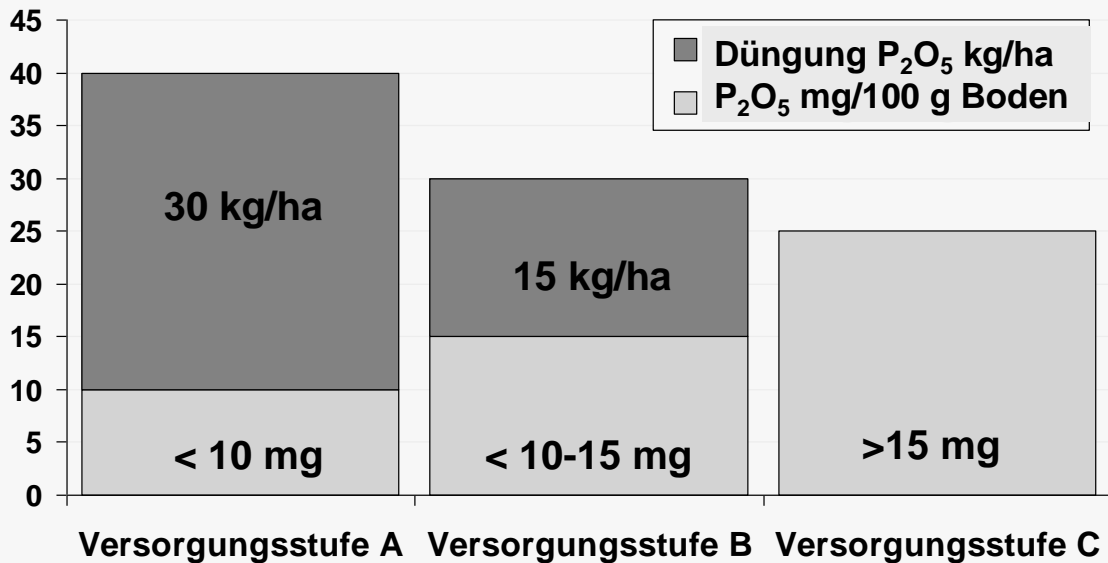 45
40
35
30
25
20
15
10
5
0
Düngung P₂O₅ kg/ha
P₂O₅ mg/100 g Boden
30 kg/ha
15 kg/ha
< 10 mg
< 10-15 mg
>15 mg
Versorgungsstufe A
Versorgungsstufe B
Versorgungsstufe C